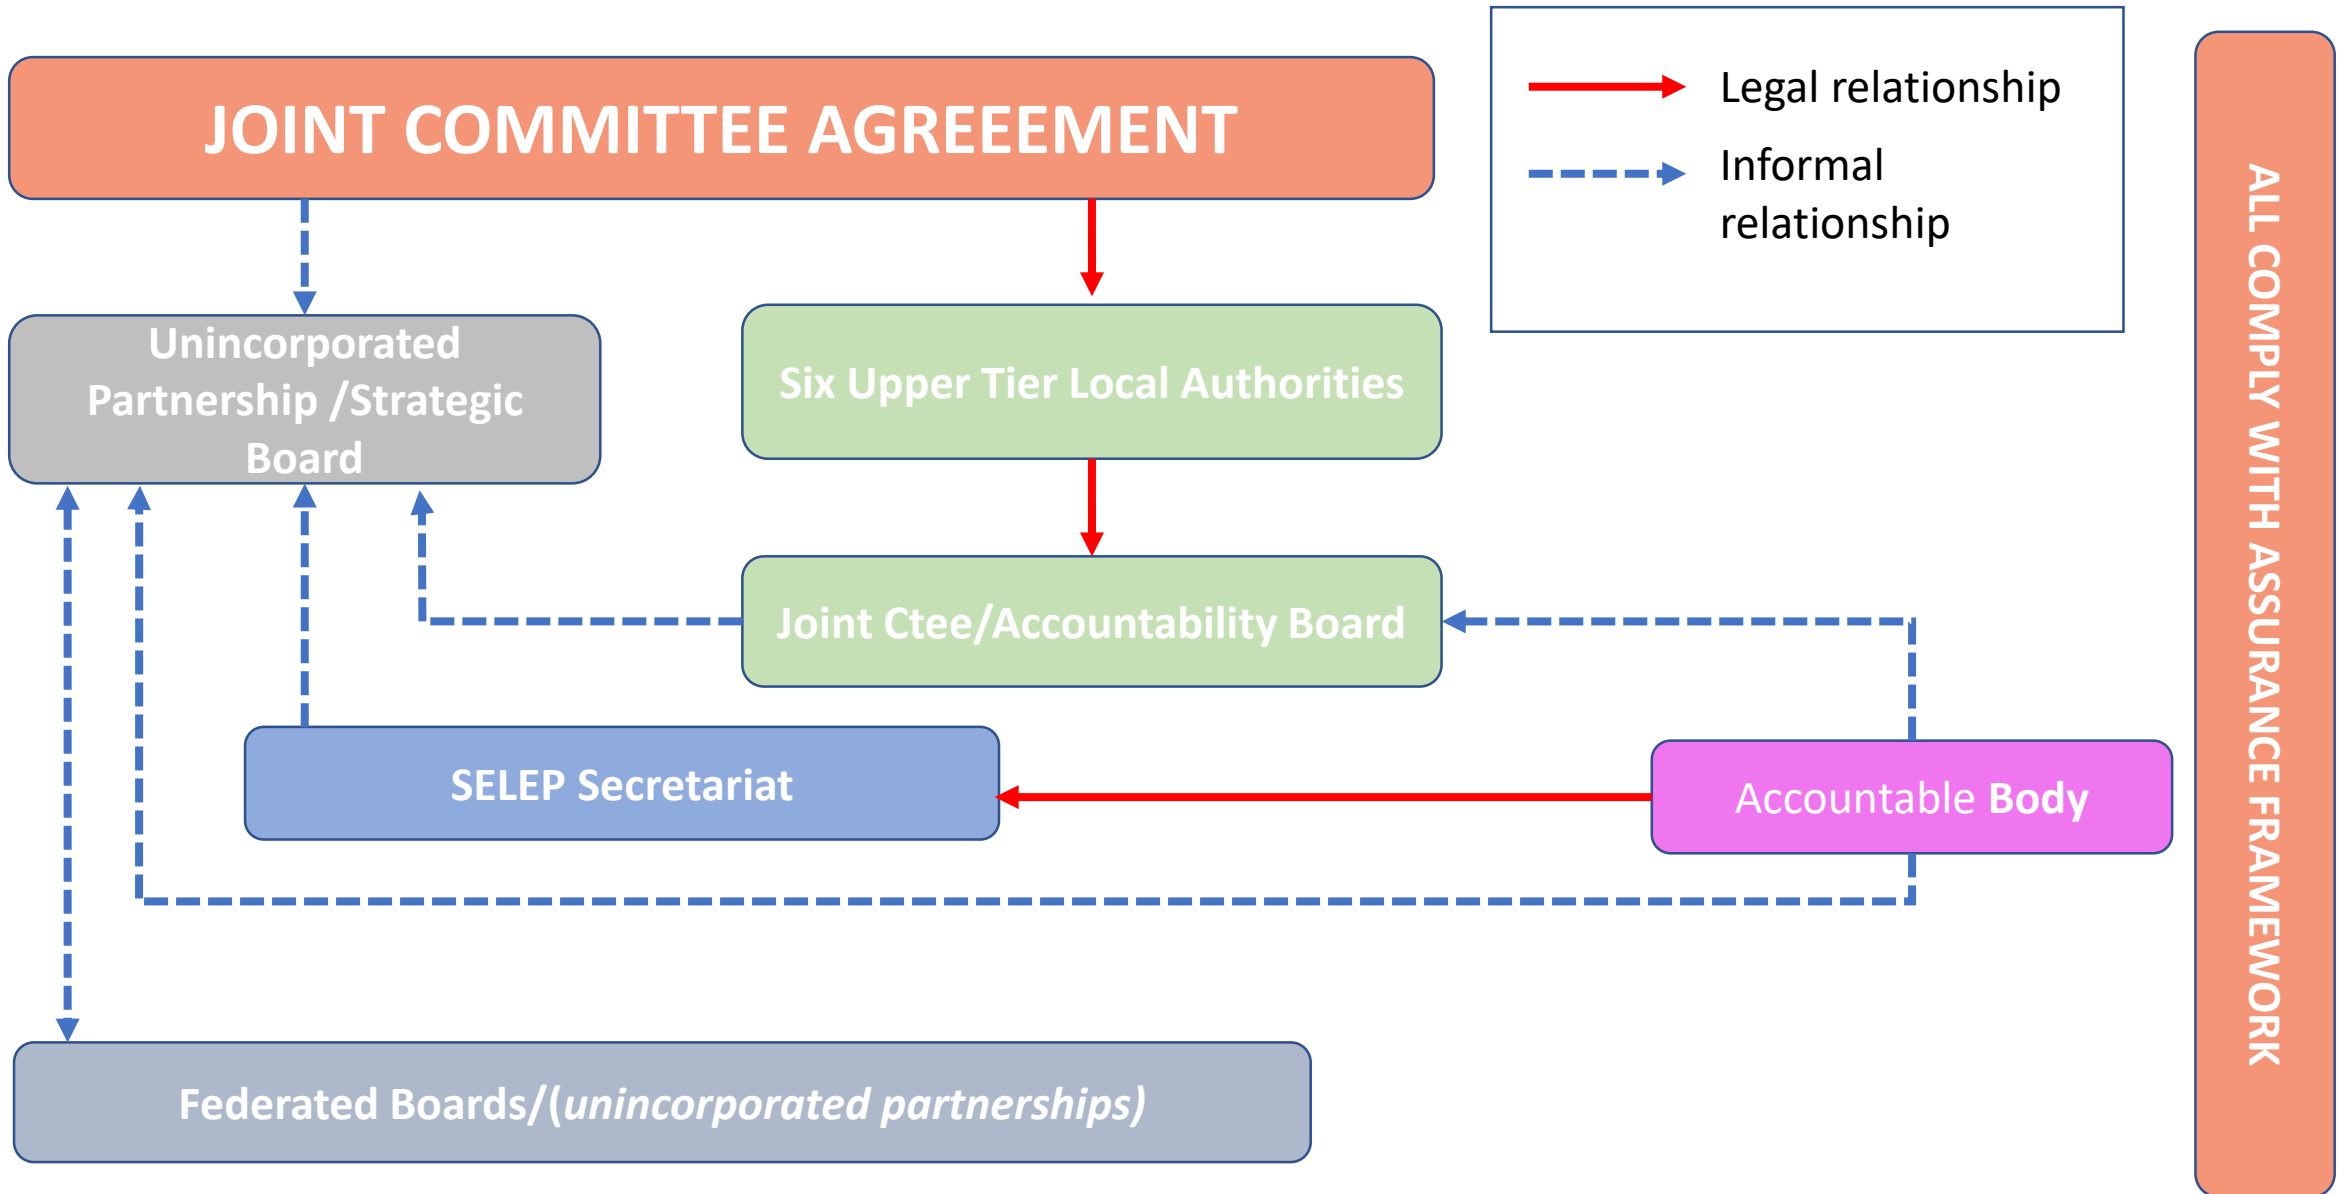 JOINT COMMITTEE AGREEEMENT
Legal relationship
Informal
relationship
Unincorporated
Partnership /Strategic
Board
Six Upper Tier Local Authorities
Joint Ctee/Accountability Board
SELEP Secretariat
Accountable Body
Federated Boards/(unincorporated partnerships)
ALL COMPLY WITH ASSURANCE FRAMEWORK